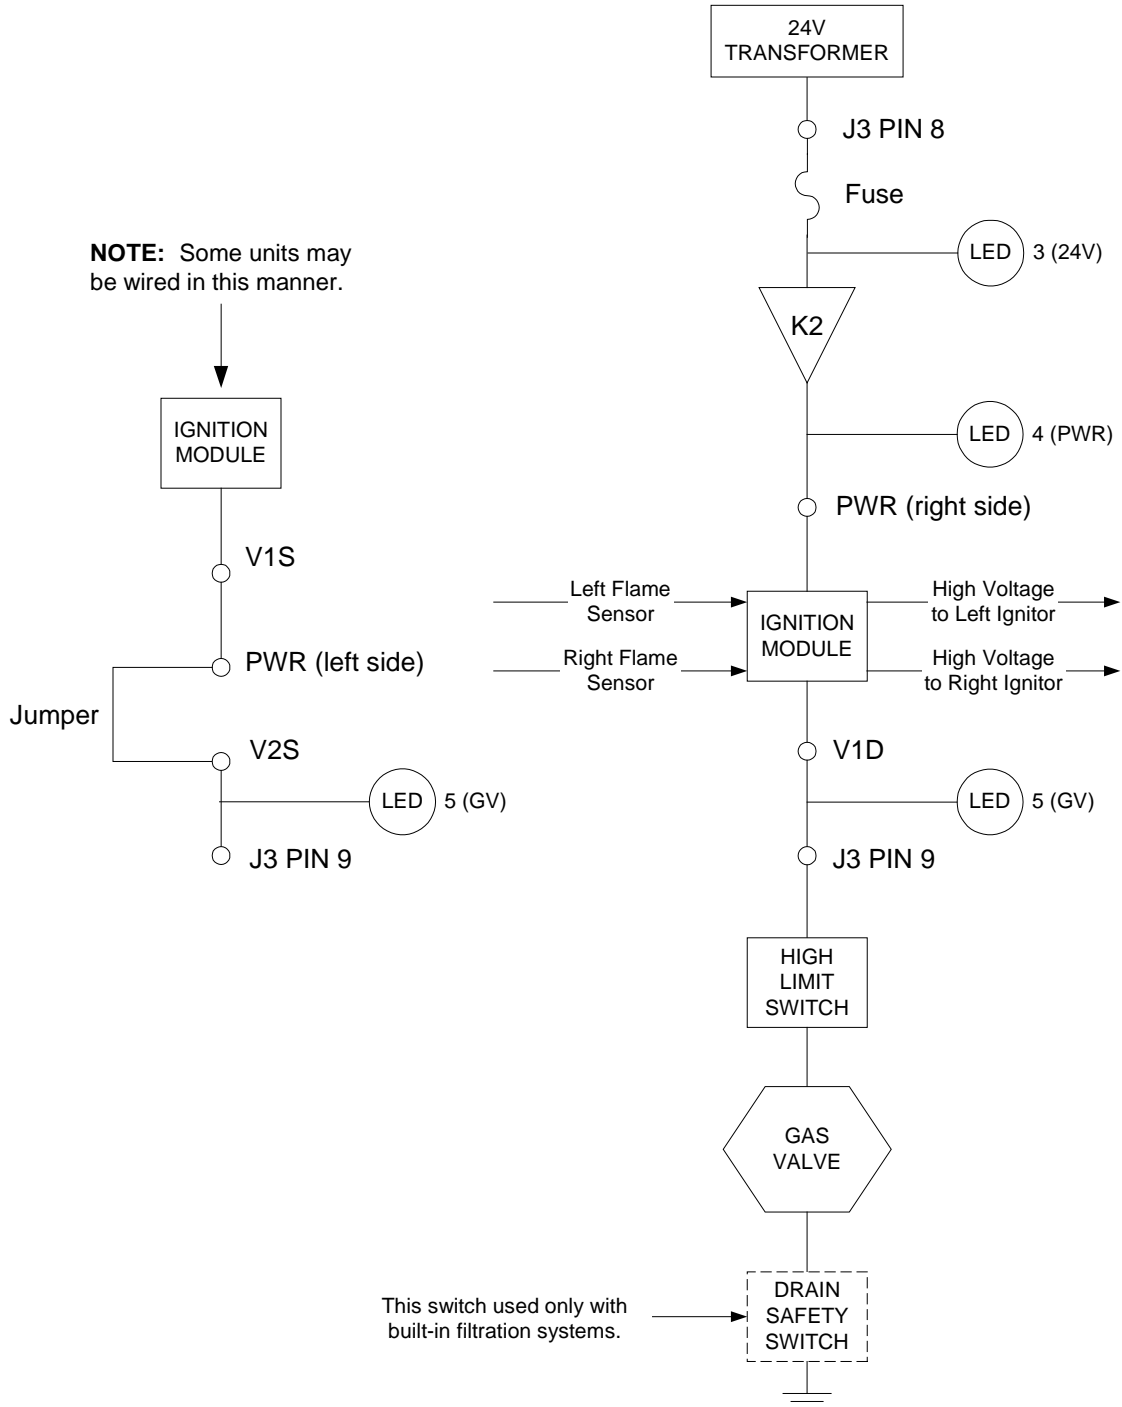 24V
TRANSFORMER
J3 PIN 8
Fuse
LED 3 (24V)
K2
LED 4 (PWR)
PWR (right side)
Left Flame
Sensor
Right Flame
Sensor
IGNITION
MODULE
High Voltage
to Left Ignitor
High Voltage
to Right Ignitor
V1D
LED 5 (GV)
J3 PIN 9
HIGH
LIMIT
SWITCH
GAS
VALVE
This switch used only with
built-in filtration systems.
DRAIN
SAFETY
SWITCH
NOTE: Some units may
be wired in this manner.
IGNITION
MODULE
V1S
PWR (left side)
Jumper
V2S
LED 5 (GV)
J3 PIN 9